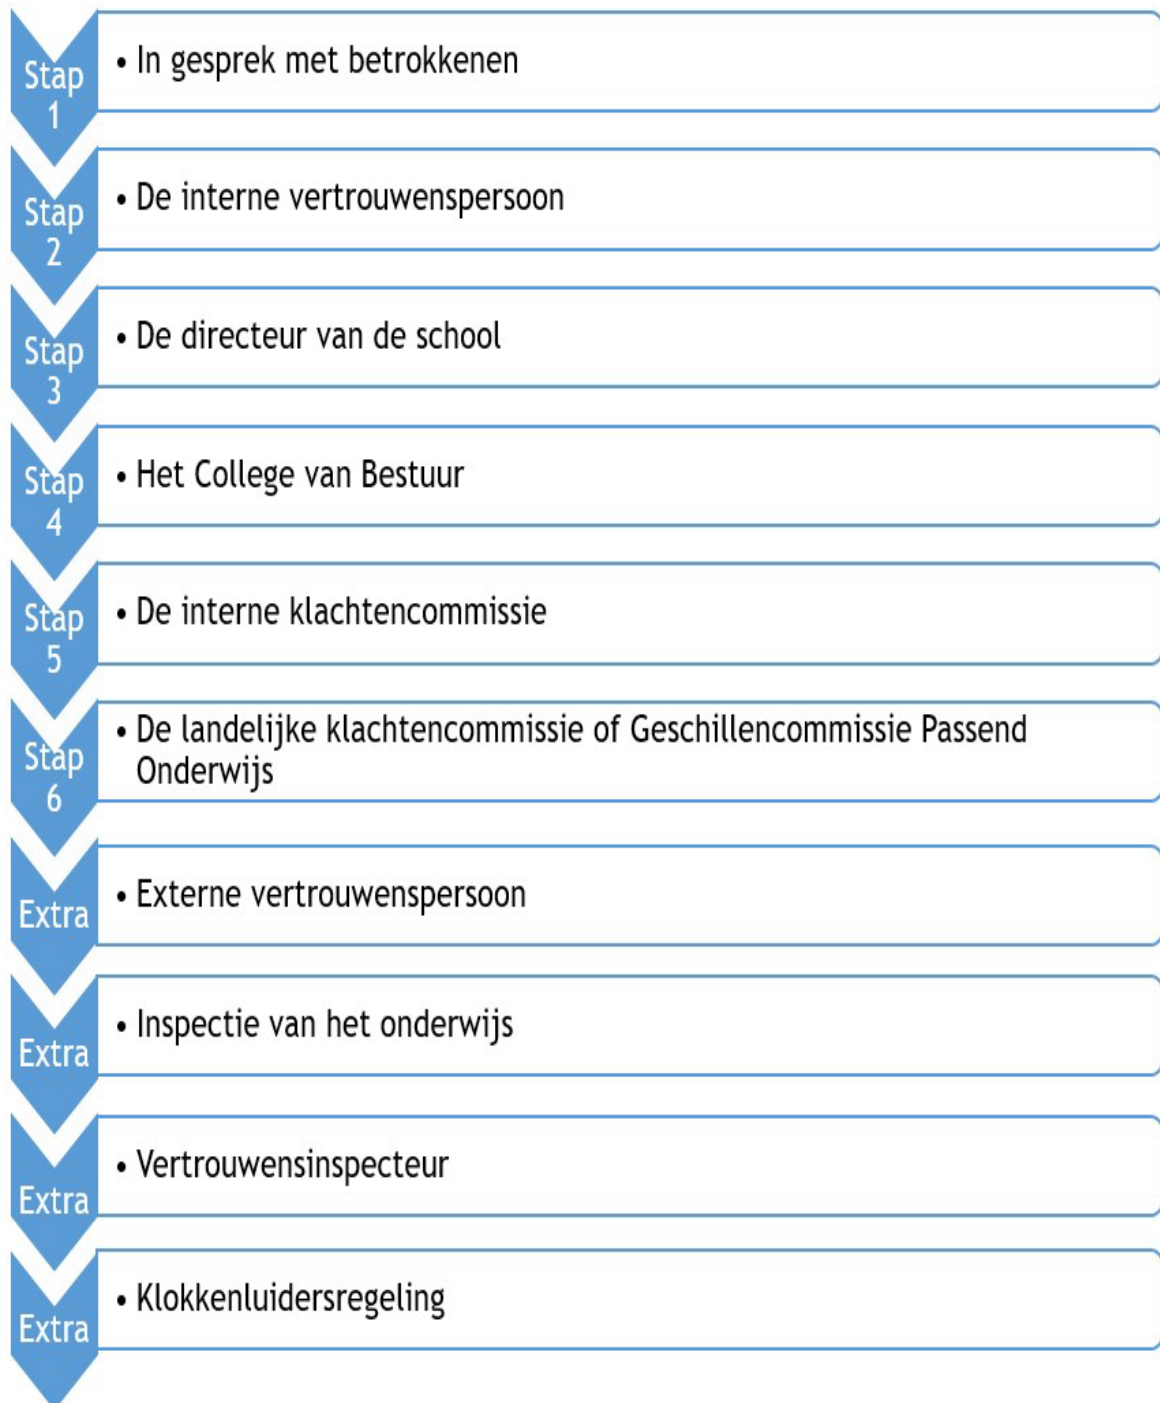 Stap
1
• In gesprek met betrokkenen
Stap
2
• De interne vertrouwenspersoon
Stap
3
• De directeur van de school
Stap
4
• Het College van Bestuur
Stap
5
• De interne klachtencommissie
Stap
6
• De landelijke klachtencommissie of Geschillencommissie Passend
Onderwijs
Extra
• Externe vertrouwenspersoon
Extra
• Inspectie van het onderwijs
Extra
• Vertrouwensinspecteur
Extra
• Klokkenluidersregeling